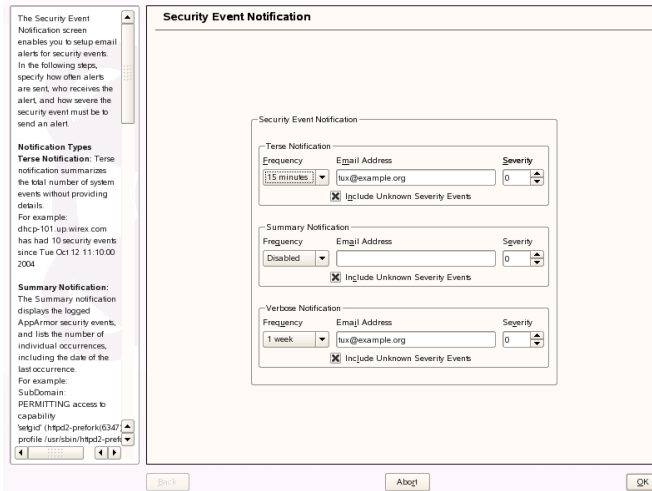 The Security Event
Notification screen
enables you to setup email
alerts for security events.
In the following steps,
specify how often alerts
are sent, who receives the
alert, and how severe the
security event must be to
send an alert.
Notification Types
Terse Notification: Terse
notification summarizes
the total number of system
events without providing
details.
For example:
dhcp-101.up.wirex.com
has had 10 security events
since Tue Oct 12 11:10:00
2004
Summary Notification:
The Summary notification
displays the logged
AppArmor security events,
and lists the number of
individual occurrences,
including the date of the
last occurrence.
For example:
SubDomain:
PERMITTING access to
capability
'setgid' (httpd2-prefork(6347)
profile /usr/sbin/httpd2-prefo
Security Event Notification
Security Event Notification
Terse Notification
Frequency Email Address Severity
15 minutes tux@example.org 0
Include Unknown Severity Events
Summary Notification
Frequency Email Address Severity
Disabled 0
Include Unknown Severity Events
Verbose Notification
Frequency Email Address Severity
1 week tux@example.org 0
Include Unknown Severity Events
Back Abort OK